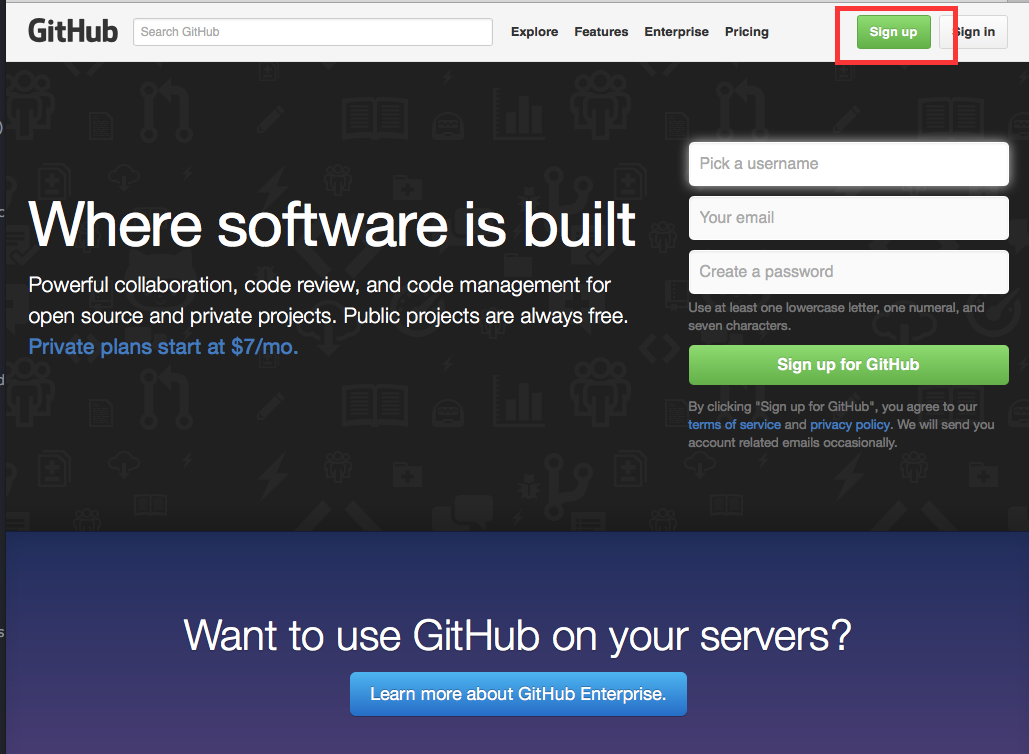 GitHub
Search GitHub
Explore
Features
Enterprise
Pricing
Sign up
Sign in
Where software is built
Powerful collaboration, code review, and code management for
open source and private projects. Public projects are always free.
Private plans start at $7/mo.
Pick a username
Your email
Create a password
Use at least one lowercase letter, one numeral, and
seven characters.
Sign up for GitHub
By clicking "Sign up for GitHub", you agree to our
terms of service and privacy policy. We will send you
account related emails occasionally.
Want to use GitHub on your servers?
Learn more about GitHub Enterprise.